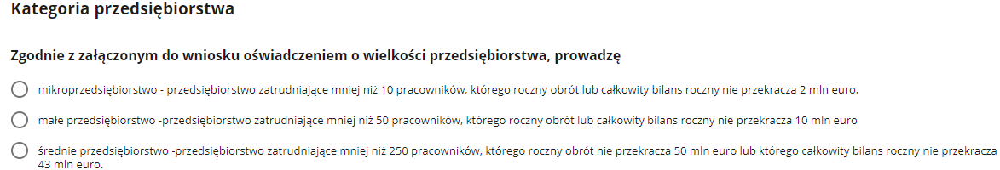 Kategoria przedsiębiorstwa
Zgodnie z załączonym do wniosku oświadczeniem o wielkości przedsiębiorstwa, prowadzę
mikroprzedsiębiorstwo - przedsiębiorstwo zatrudniające mniej niż 10 pracowników, którego roczny obrót lub całkowity bilans roczny nie przekracza 2 mln euro,
małe przedsiębiorstwo -przedsiębiorstwo zatrudniające mniej niż 50 pracowników, którego roczny obrót lub całkowity bilans roczny nie przekracza 10 mln euro
średnie przedsiębiorstwo -przedsiębiorstwo zatrudniające mniej niż 250 pracowników, którego roczny obrót nie przekracza 50 mln euro lub którego całkowity bilans roczny nie przekracza
43 mln euro.